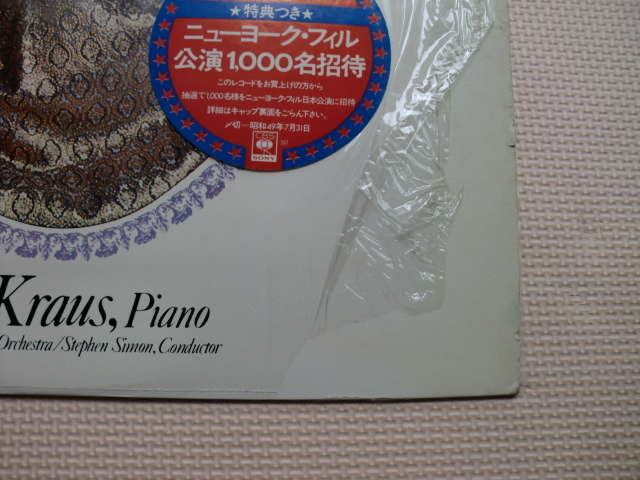 ★特典つき★
ニューヨーク・フィル
公演1,000名招待
このレコードをお買上げの方から
抽選で1,000名様をニューヨーク・フィル日本公演に招待
詳細はキャップ裏面をごらん下さい。
〆切―昭和49年7月31日
CBS
SONY
Kraus, Piano
Orchestra/Stephen Simon, Conductor